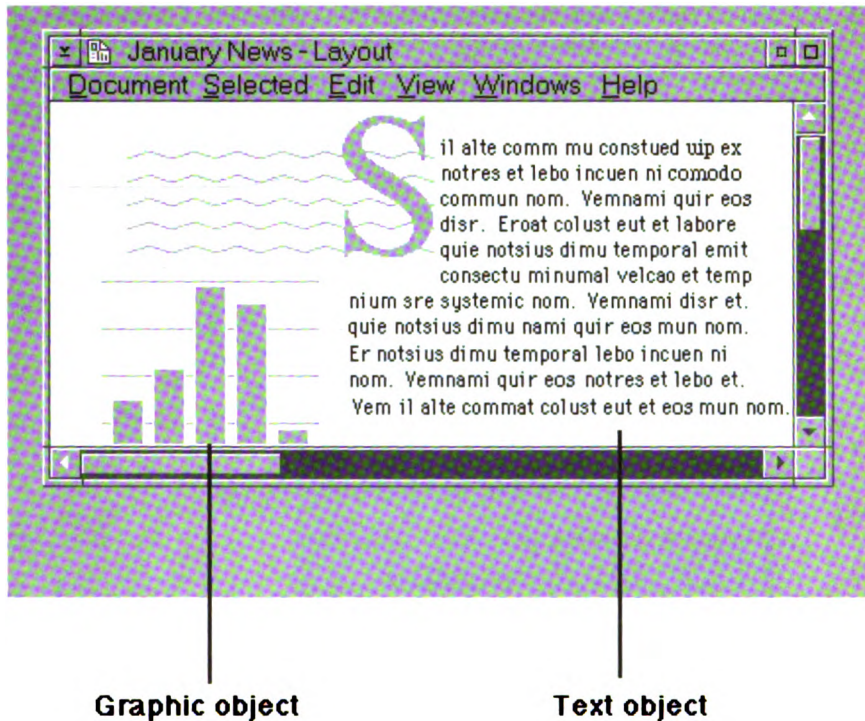 January News - Layout
Document Selected Edit View Windows Help
S
il alte comm mu constued uip ex
notres et lebo incuen ni comodo
commun nom. Vemnami quir eos
disr. Eroat colust eut et labore
quie notsius dimu temporal emit
consectu minumal velcao et temp
nium sre systemic nom. Vemnami disr et.
quie notsius dimu nami quir eos mun nom.
Er notsius dimu temporal lebo incuen ni
nom. Vemnami quir eos notres et lebo et.
Vem il alte commat colust eut et eos mun nom.
Graphic object Text object